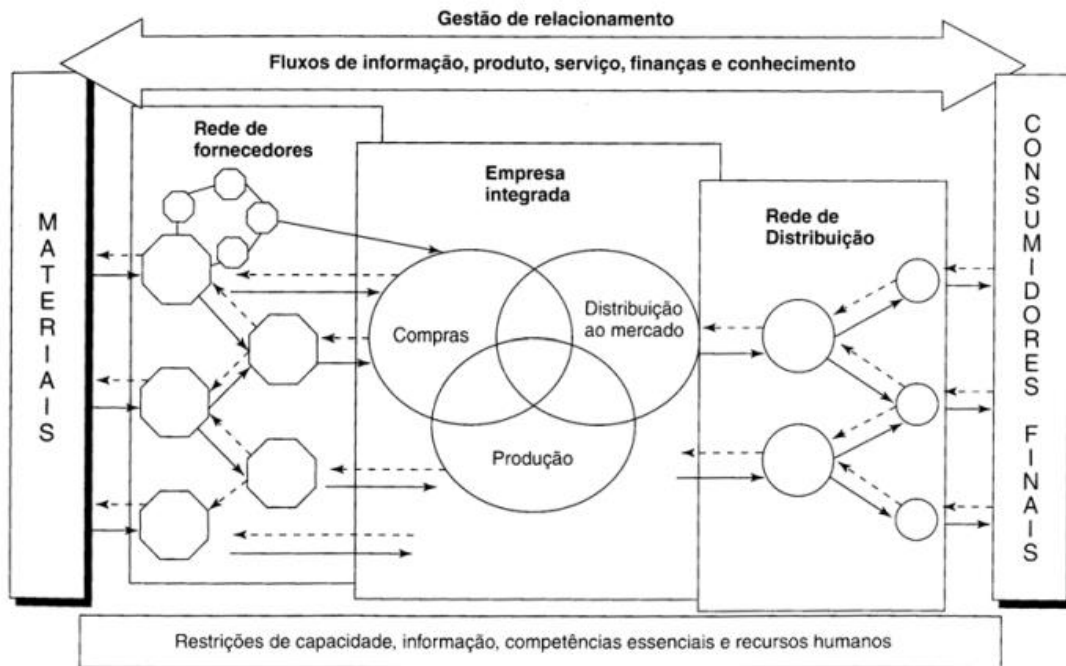 Gestão de relacionamento
Fluxos de informação, produto, serviço, finanças e conhecimento
MATERIAIS
Rede de
fornecedores
Empresa
integrada
Rede de
Distribuição
Compras
Distribuição
ao mercado
Produção
CONSUMIDORES FINAIS
Restrições de capacidade, informação, competências essenciais e recursos humanos